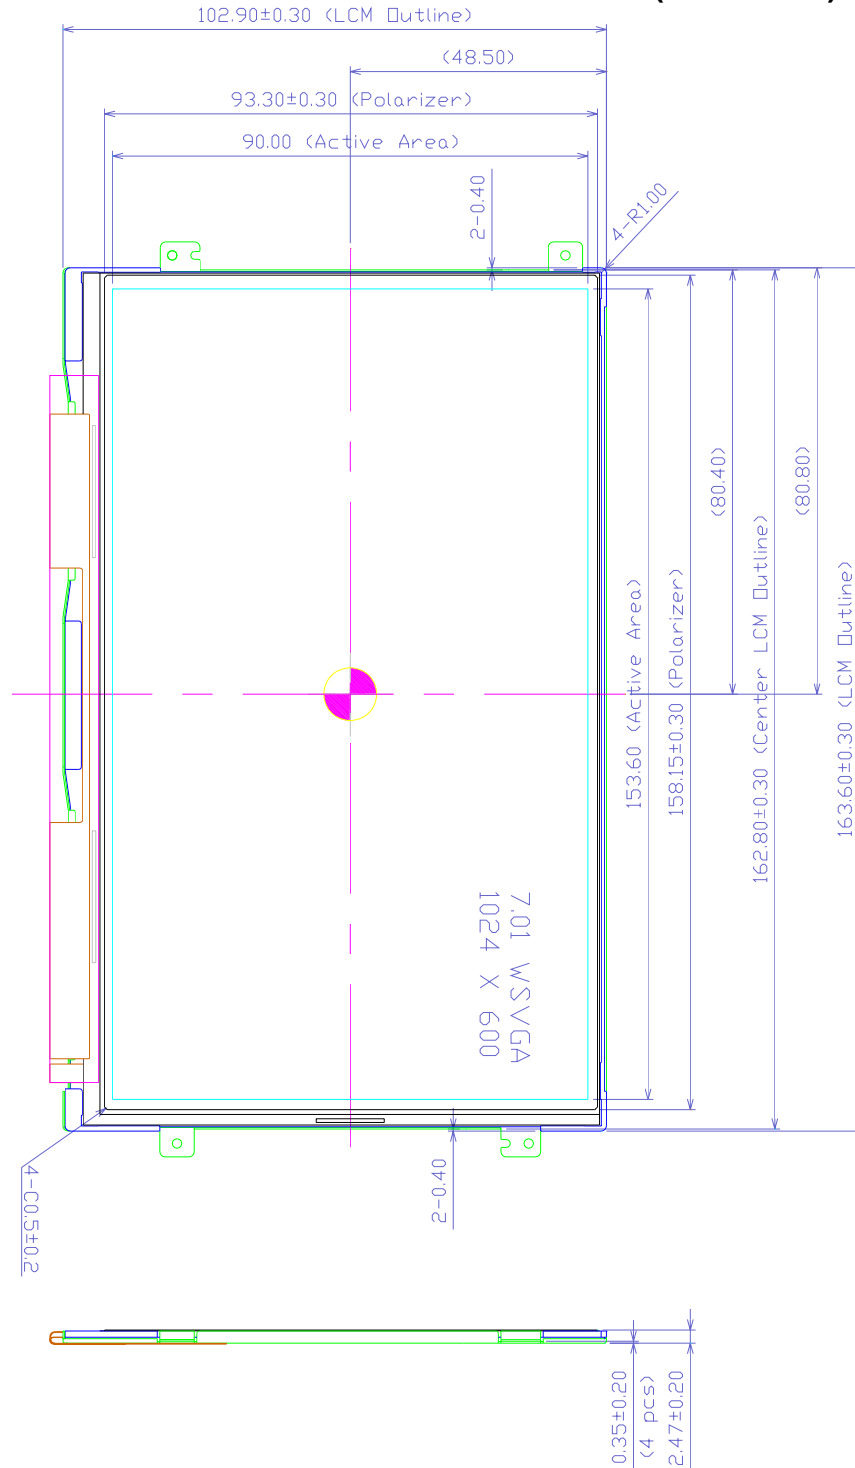 102.90±0.30 (LCM Outline)
(48.50)
93.30±0.30 (Polarizer)
90.00 (Active Area)
2-0.40
4-R1.00
(80.40)
(80.80)
153.60 (Active Area)
158.15±0.30 (Polarizer)
162.80±0.30 (Center LCM Outline)
163.60±0.30 (LCM Outline)
7.01 WSVGA
1024 X 600
2-0.40
4-C0.5±0.2
0.35±0.20
(4 pcs)
2.47±0.20